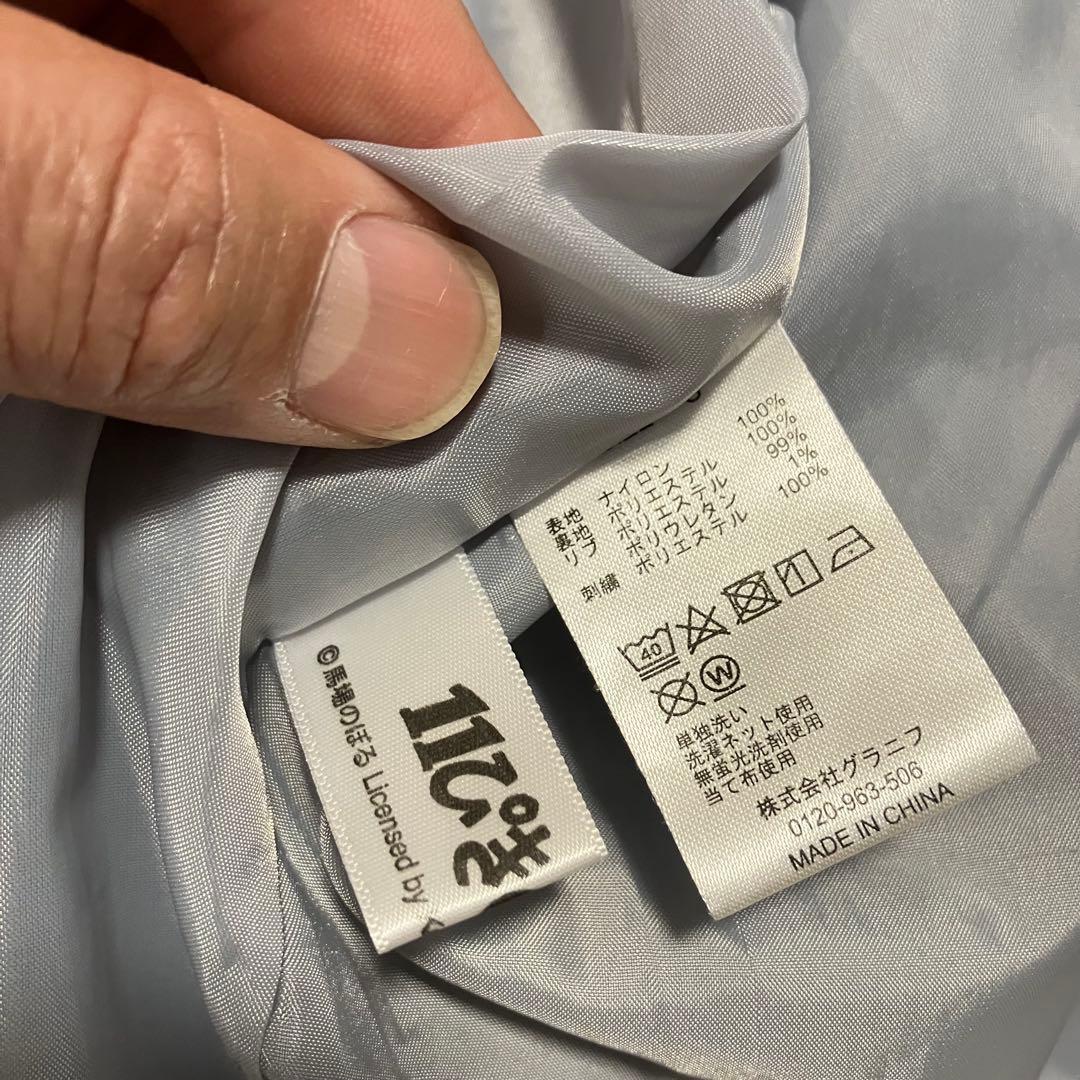 表地 ナイロン 100%
裏地 ポリエステル 100%
リブ ポリエステル 99%
ポリウレタン 1%
刺繍 ポリエステル 100%
40
W
単独洗い
洗濯ネット使用
無蛍光洗剤使用
当て布使用
株式会社グラニフ
0120-963-506
MADE IN CHINA
11ぴき
©馬場のぼる Licensed by